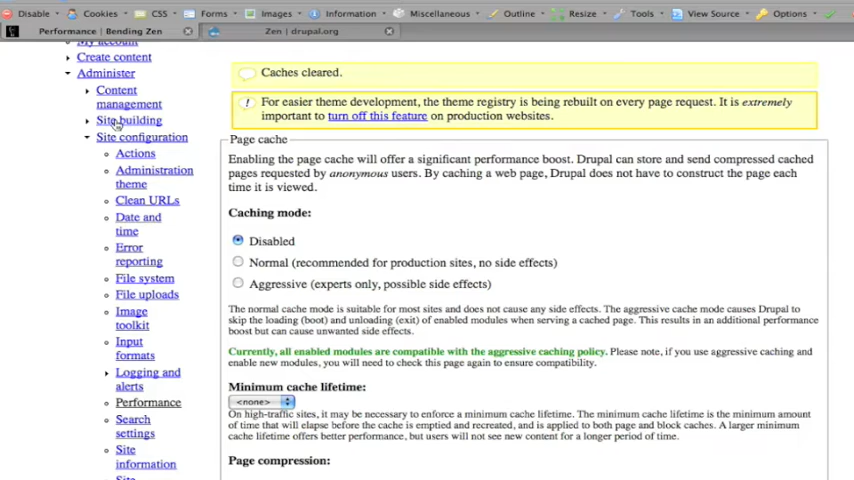 Disable Cookies CSS Forms Images Information Miscellaneous Outline Resize Tools View Source Options
Performance | Bending Zen Zen | drupal.org
My account
Create content
Administer
Content
management
Site building
Site configuration
Actions
Administration
theme
Clean URLs
Date and
time
Error
reporting
File system
File uploads
Image
toolkit
Input
formats
Logging and
alerts
Performance
Search
settings
Site
information
Site
Caches cleared.
For easier theme development, the theme registry is being rebuilt on every page request. It is extremely
important to turn off this feature on production websites.
Page cache
Enabling the page cache will offer a significant performance boost. Drupal can store and send compressed cached
pages requested by anonymous users. By caching a web page, Drupal does not have to construct the page each
time it is viewed.
Caching mode:
Disabled
Normal (recommended for production sites, no side effects)
Aggressive (experts only, possible side effects)
The normal cache mode is suitable for most sites and does not cause any side effects. The aggressive cache mode causes Drupal to
skip the loading (boot) and unloading (exit) of enabled modules when serving a cached page. This results in an additional performance
boost but can cause unwanted side effects.
Currently, all enabled modules are compatible with the aggressive caching policy. Please note, if you use aggressive caching and
enable new modules, you will need to check this page again to ensure compatibility.
Minimum cache lifetime:
<none>
On high-traffic sites, it may be necessary to enforce a minimum cache lifetime. The minimum cache lifetime is the minimum amount
of time that will elapse before the cache is emptied and recreated, and is applied to both page and block caches. A larger minimum
cache lifetime offers better performance, but users will not see new content for a longer period of time.
Page compression: